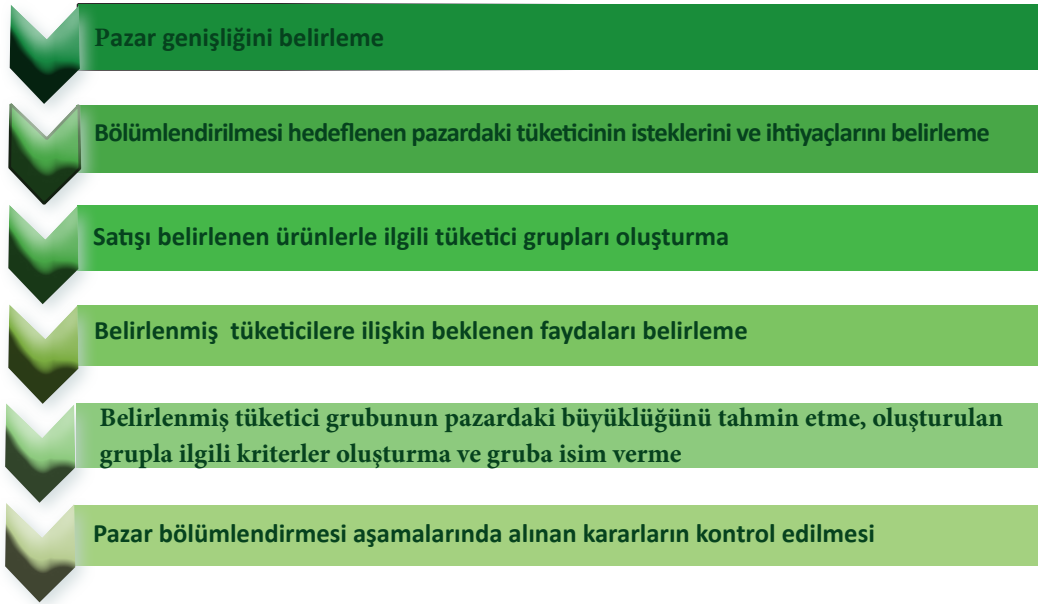 Pazar genişliğini belirleme
Bölümlendirilmesi hedeflenen pazardaki tüketicinin isteklerini ve ihtiyaçlarını belirleme
Satışı belirlenen ürünlerle ilgili tüketici grupları oluşturma
Belirlenmiş tüketicilere ilişkin beklenen faydaları belirleme
Belirlenmiş tüketici grubunun pazardaki büyüklüğünü tahmin etme, oluşturulan
grupla ilgili kriterler oluşturma ve gruba isim verme
Pazar bölümlendirmesi aşamalarında alınan kararların kontrol edilmesi